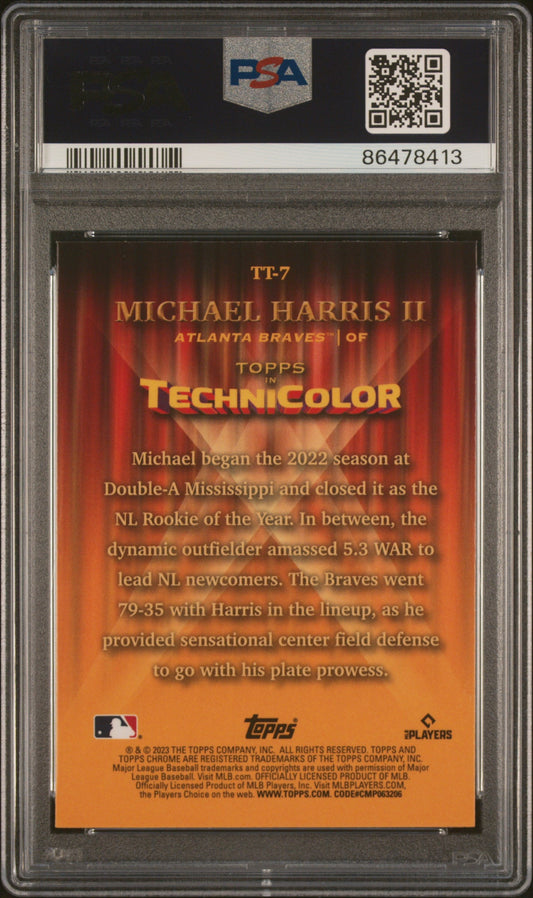 PSA
86478413
TT-7
MICHAEL HARRIS II
ATLANTA BRAVES™ | OF
TOPPS
IN
TECHNICOLOR
Michael began the 2022 season at
Double-A Mississippi and closed it as the
NL Rookie of the Year. In between, the
dynamic outfielder amassed 5.3 WAR to
lead NL newcomers. The Braves went
79-35 with Harris in the lineup, as he
provided sensational center field defense
to go with his plate prowess.
topps®
MLB PLAYERS
® & © 2023 THE TOPPS COMPANY, INC. ALL RIGHTS RESERVED. TOPPS AND
TOPPS CHROME ARE REGISTERED TRADEMARKS OF THE TOPPS COMPANY, INC.
Major League Baseball trademarks and copyrights are used with permission of Major
League Baseball. Visit MLB.com. OFFICIALLY LICENSED PRODUCT OF MLB.
Officially Licensed Product of MLB Players, Inc. Visit MLBPLAYERS.COM,
the Players Choice on the web. WWW.TOPPS.COM. CODE#CMP063206
PSA